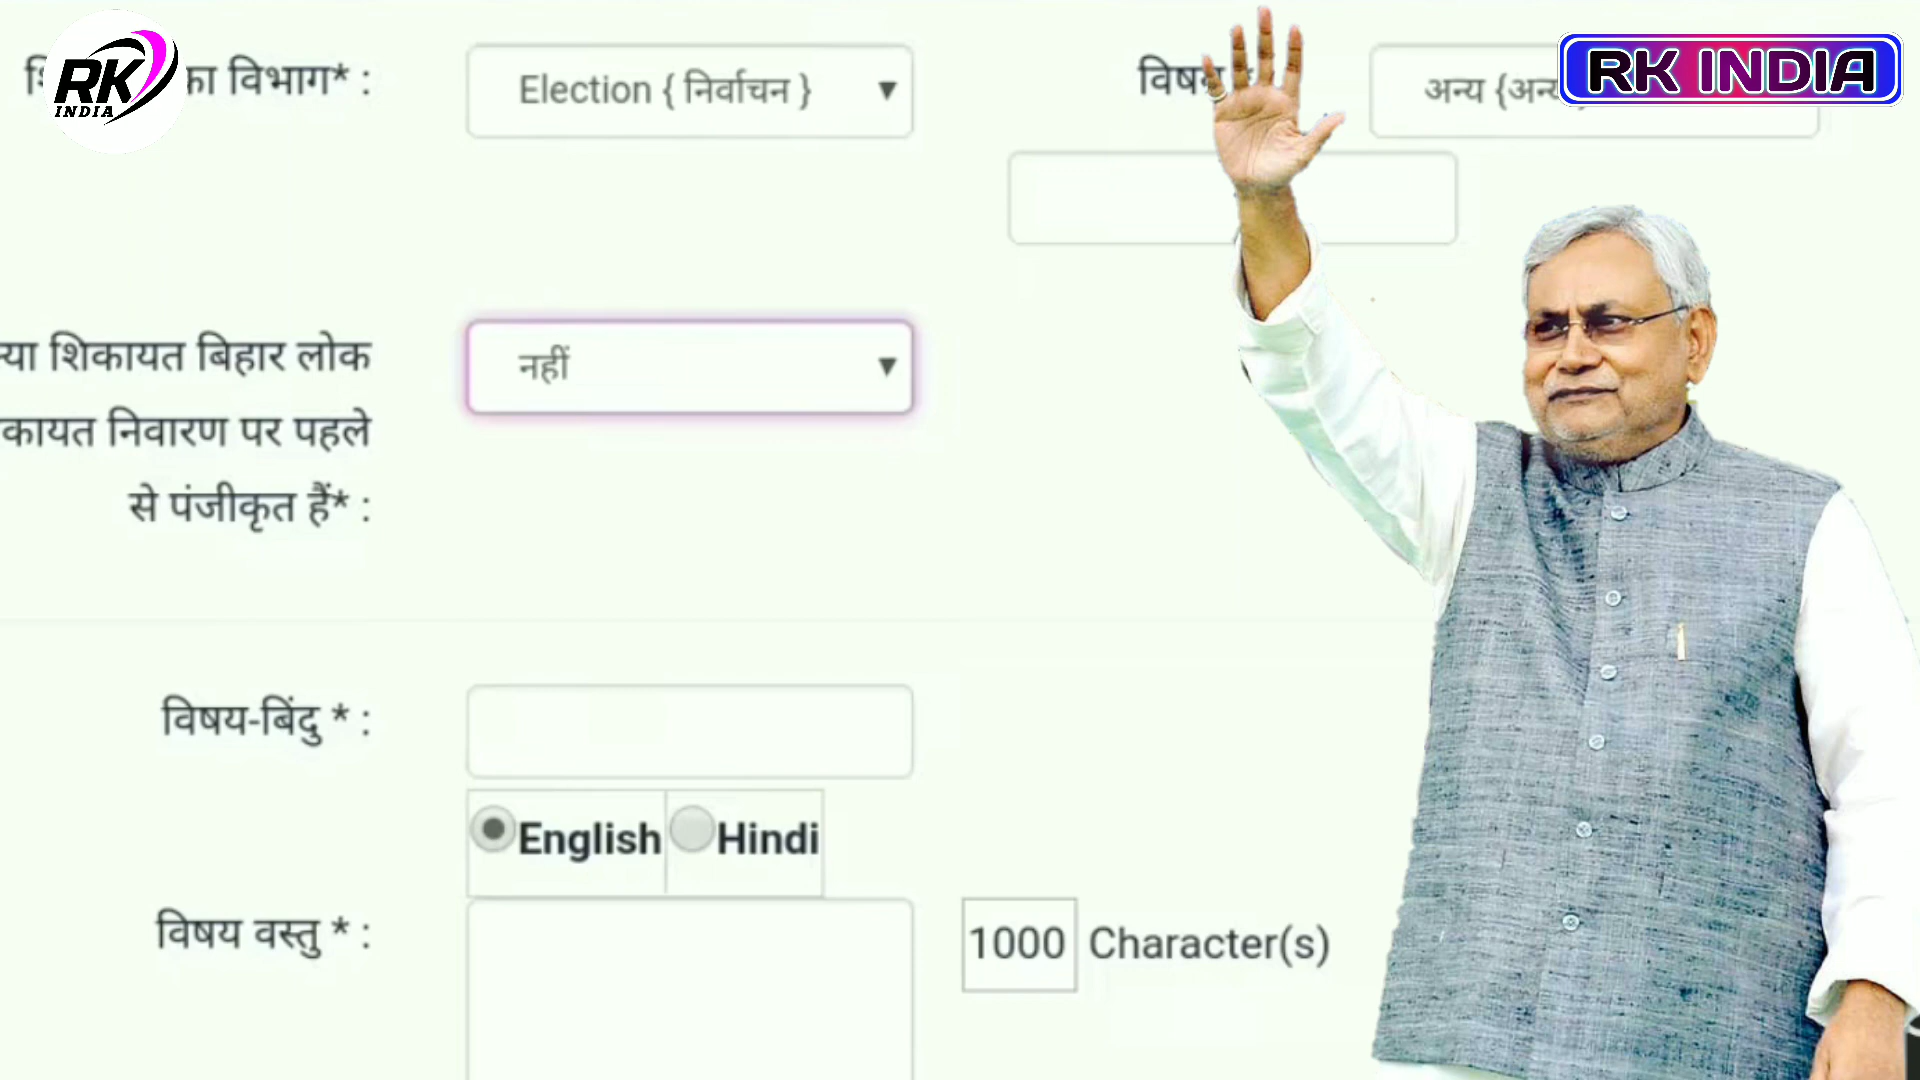 RK
INDIA
RK INDIA
का विभाग* :
Election { निर्वाचन }
अन्य
या शिकायत बिहार लोक
नहीं
कायत निवारण पर पहले
से पंजीकृत हैं* :
विषय-बिंदु * :
English
Hindi
विषय वस्तु * :
1000 Character(s)